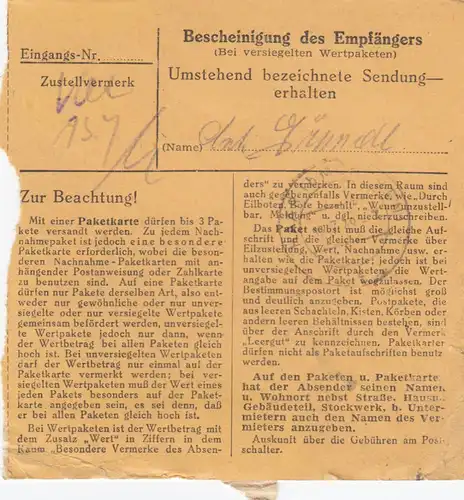 Eingangs-Nr.
Zustellvermerk
157
Bescheinigung des Empfängers
(Bei versiegelten Wertpaketen)
Umstehend bezeichnete Sendung—
erhalten
(Name)
Zur Beachtung!
Mit einer Paketkarte dürfen bis 3 Pa-
kete versandt werden. Zu jedem Nach-
nahmepaket ist jedoch eine besondere
Paketkarte erforderlich, wobei die beson-
deren Nachnahme-Paketkarten mit an-
hängender Postanweisung oder Zahlkarte
zu benutzen sind. Auf eine Paketkarte
dürfen nur Pakete derselben Art, also ent-
weder nur gewöhnliche oder nur unver-
siegelte oder nur versiegelte Wertpakete
gemeinsam befördert werden, unversiegel-
te Wertpakete jedoch nur dann, wenn
der Wertbetrag bei allen Paketen gleich
hoch ist. Bei unversiegelten Wertpaketen
darf der Wertbetrag nur einmal auf der
Paketkarte vermerkt werden; bei ver-
siegelten Wertpaketen muß der Wert eines
jeden Pakets besonders auf der Paket-
karte angegeben sein, es sei denn, daß
er bei allen Paketen gleich hoch ist.
Bei Wertpaketen ist der Wertbetrag mit
dem Zusatz „Wert" in Ziffern in dem
Raum „Besondere Vermerke des Absen-
ders" zu vermerken. In diesem Raum sind
auch gegebenenfalls Vermerke, wie „Durch
Eilboten, Bote bezahlt", „Wenn unzustell-
bar, Meldung" u. dgl. niederzuschreiben.
Das Paket selbst muß die gleiche Auf-
schrift und die gleichen Vermerke über
Eilzustellung, Wert, Nachnahme usw. er-
halten wie die Paketkarte; jedoch ist bei
unversiegelten Wertpaketen die Wert-
angabe auf dem Paket wegzulassen. Der
Bestimmungspostort ist möglichst groß
und deutlich anzugeben. Postpakete, die
aus leeren Schachteln, Kisten, Körben oder
andern leeren Behältnissen bestehen, sind
über der Anschrift durch den Vermerk
„Leergut" zu kennzeichnen. Paketkarten
dürfen nicht als Paketaufschriften benutzt
werden.
Auf den Paketen u. Paketkarten
hat der Absender seinen Namen
u. Wohnort nebst Straße, Hausnr.
Gebäudeteil, Stockwerk, b. Unter-
mietern auch den Namen des Ver-
mieters anzugeben.
Auskunft über die Gebühren am Post-
schalter.